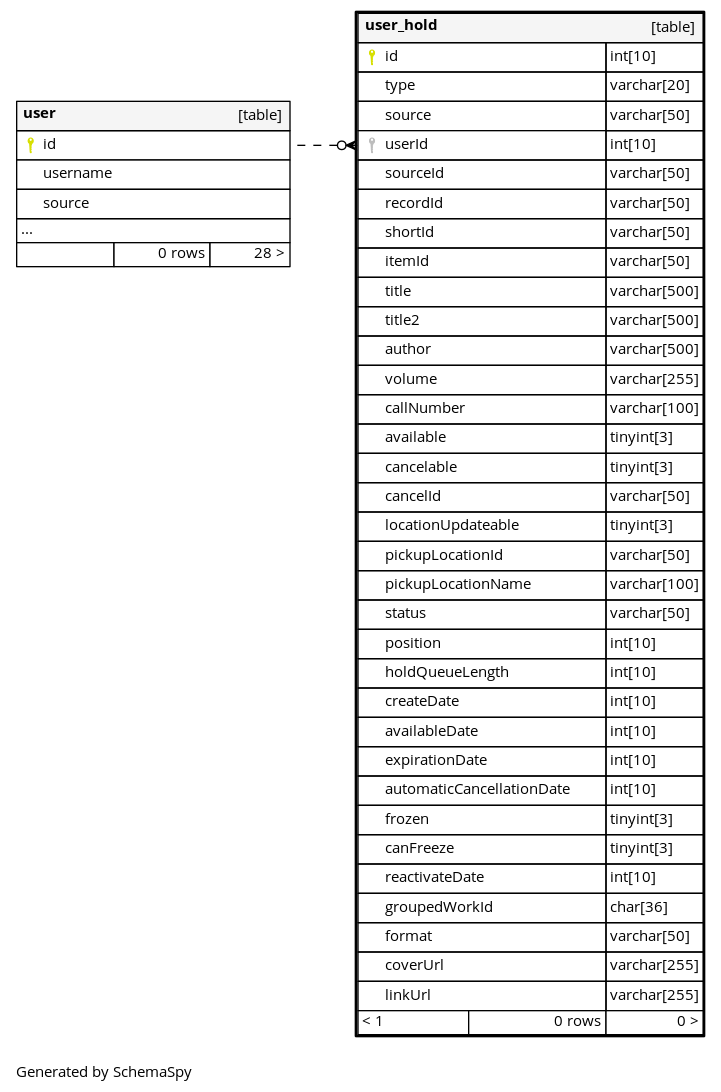 user [table]
id
username
source
...
0 rows 28 >
user_hold [table]
id int[10]
type varchar[20]
source varchar[50]
userId int[10]
sourceId varchar[50]
recordId varchar[50]
shortId varchar[50]
itemId varchar[50]
title varchar[500]
title2 varchar[500]
author varchar[500]
volume varchar[255]
callNumber varchar[100]
available tinyint[3]
cancelable tinyint[3]
cancelId varchar[50]
locationUpdateable tinyint[3]
pickupLocationId varchar[50]
pickupLocationName varchar[100]
status varchar[50]
position int[10]
holdQueueLength int[10]
createDate int[10]
availableDate int[10]
expirationDate int[10]
automaticCancellationDate int[10]
frozen tinyint[3]
canFreeze tinyint[3]
reactivateDate int[10]
groupedWorkId char[36]
format varchar[50]
coverUrl varchar[255]
linkUrl varchar[255]
< 1 0 rows 0 >
Generated by SchemaSpy